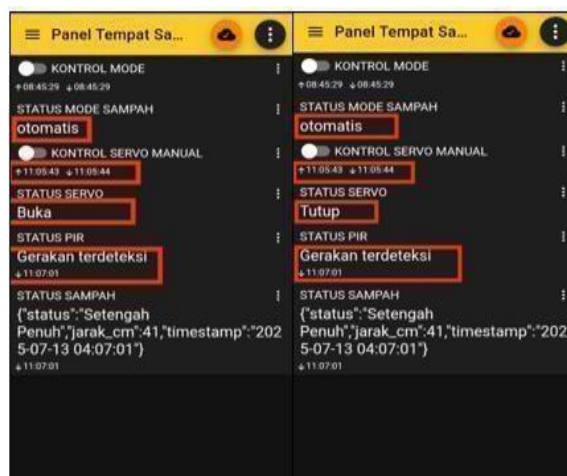 Panel Tempat Sa...
KONTROL MODE
↑08:45:29 ↓08:45:29
STATUS MODE SAMPAH
otomatis
KONTROL SERVO MANUAL
↑11:05:43 ↓11:05:44
STATUS SERVO
Buka
STATUS PIR
Gerakan terdeteksi
↓11:07:01
STATUS SAMPAH
{"status":"Setengah
Penuh","jarak_cm":41,"timestamp":"202
5-07-13 04:07:01"}
↓11:07:01
Panel Tempat Sa...
KONTROL MODE
↑08:45:29 ↓08:45:29
STATUS MODE SAMPAH
otomatis
KONTROL SERVO MANUAL
↑11:05:43 ↓11:05:44
STATUS SERVO
Tutup
STATUS PIR
Gerakan terdeteksi
↓11:07:01
STATUS SAMPAH
{"status":"Setengah
Penuh","jarak_cm":41,"timestamp":"202
5-07-13 04:07:01"}
↓11:07:01